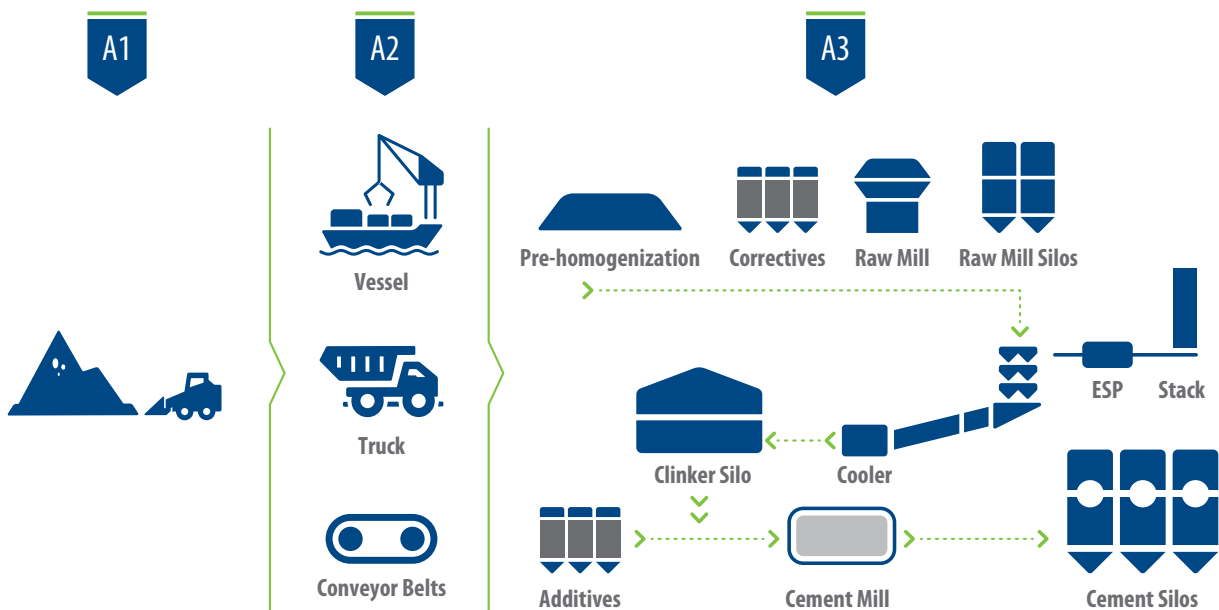 A1
A2
A3
Vessel
Truck
Conveyor Belts
Pre-homogenization
Correctives
Raw Mill
Raw Mill Silos
ESP
Stack
Clinker Silo
Cooler
Additives
Cement Mill
Cement Silos